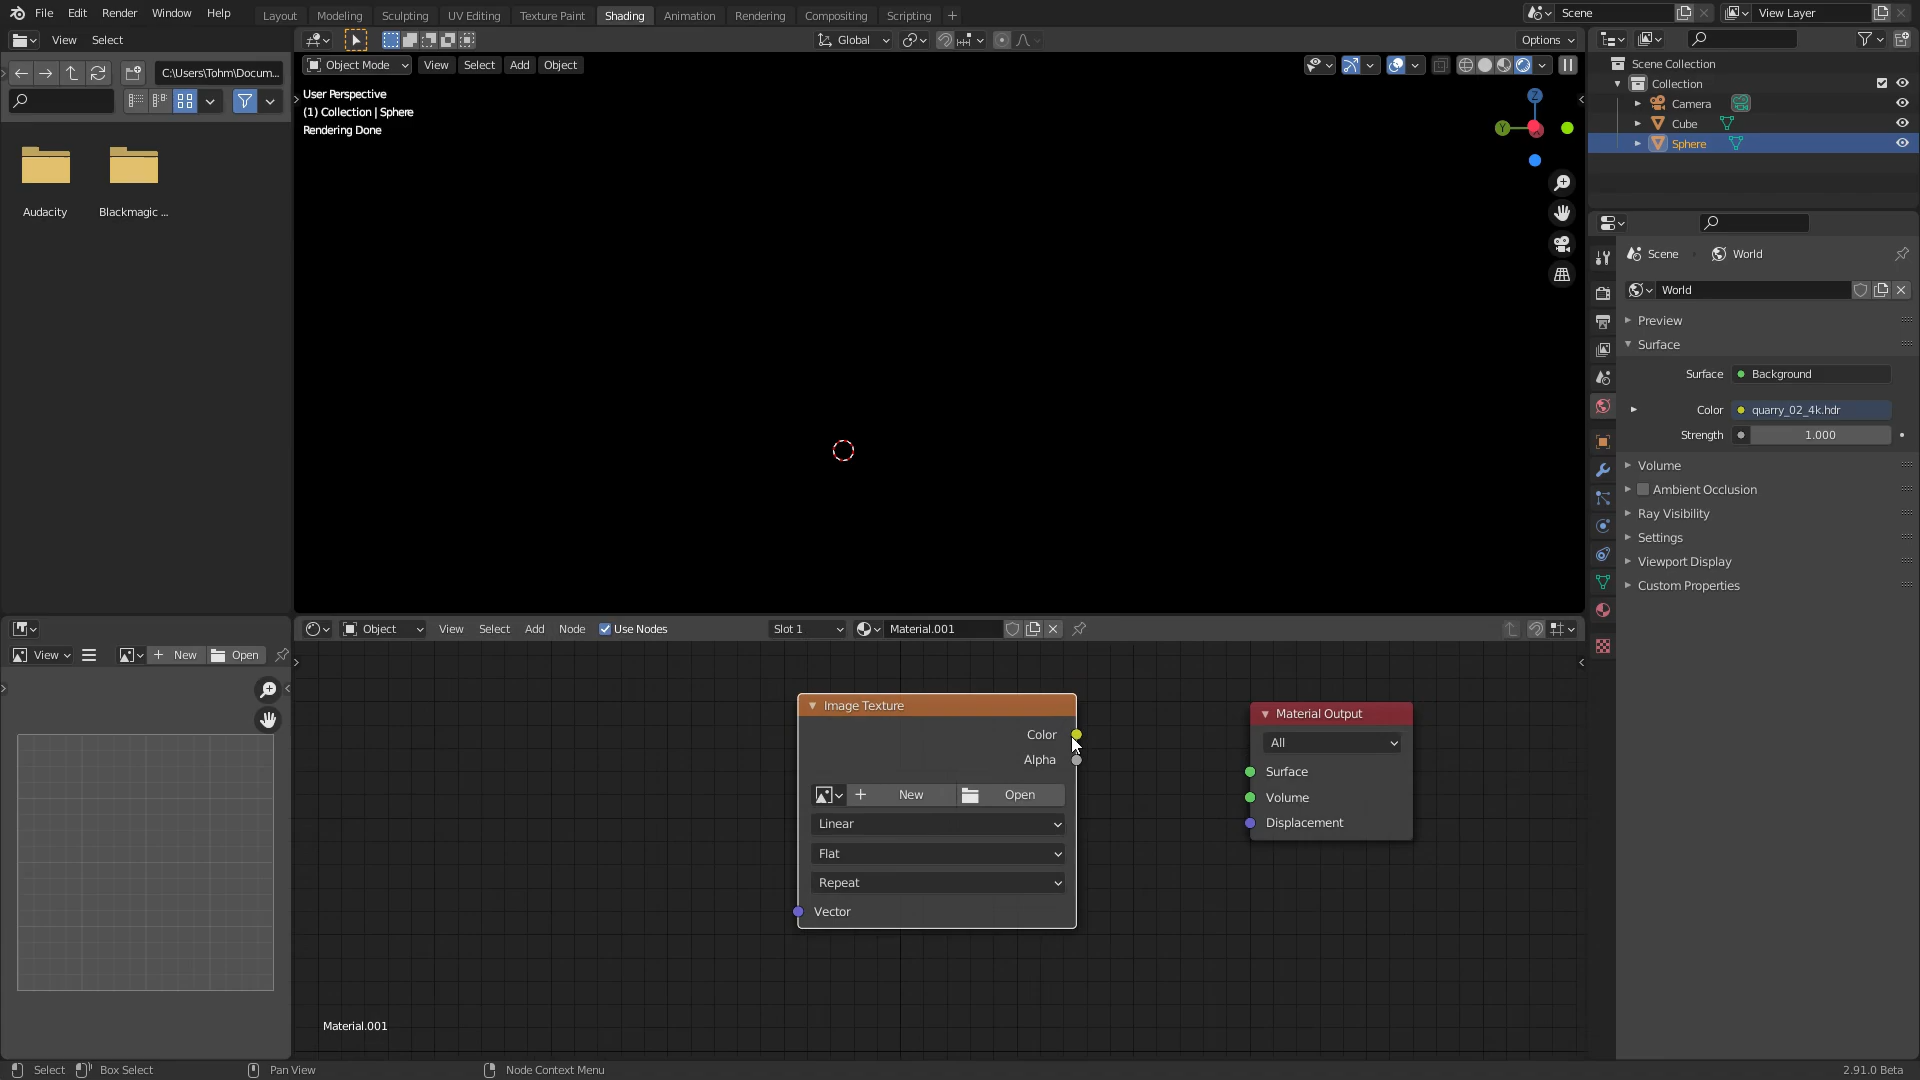 File Edit Render Window Help Layout Modeling Sculpting UV Editing Texture Paint Shading Animation Rendering Compositing Scripting + Scene View Layer
View Select Global Options
C:\Users\Tohm\Docum...
Object Mode View Select Add Object
User Perspective
(1) Collection | Sphere
Rendering Done
Z
Y
Audacity Blackmagic ...
Scene Collection
Collection
Camera
Cube
Sphere
Scene World
World
Preview
Surface
Surface Background
Color quarry_02_4k.hdr
Strength 1.000
Volume
Ambient Occlusion
Ray Visibility
Settings
Viewport Display
Custom Properties
View New Open
Object View Select Add Node Use Nodes Slot 1 Material.001
Image Texture
Color
Alpha
New Open
Linear
Flat
Repeat
Vector
Material Output
All
Surface
Volume
Displacement
Material.001
Select Box Select Pan View Node Context Menu 2.91.0 Beta